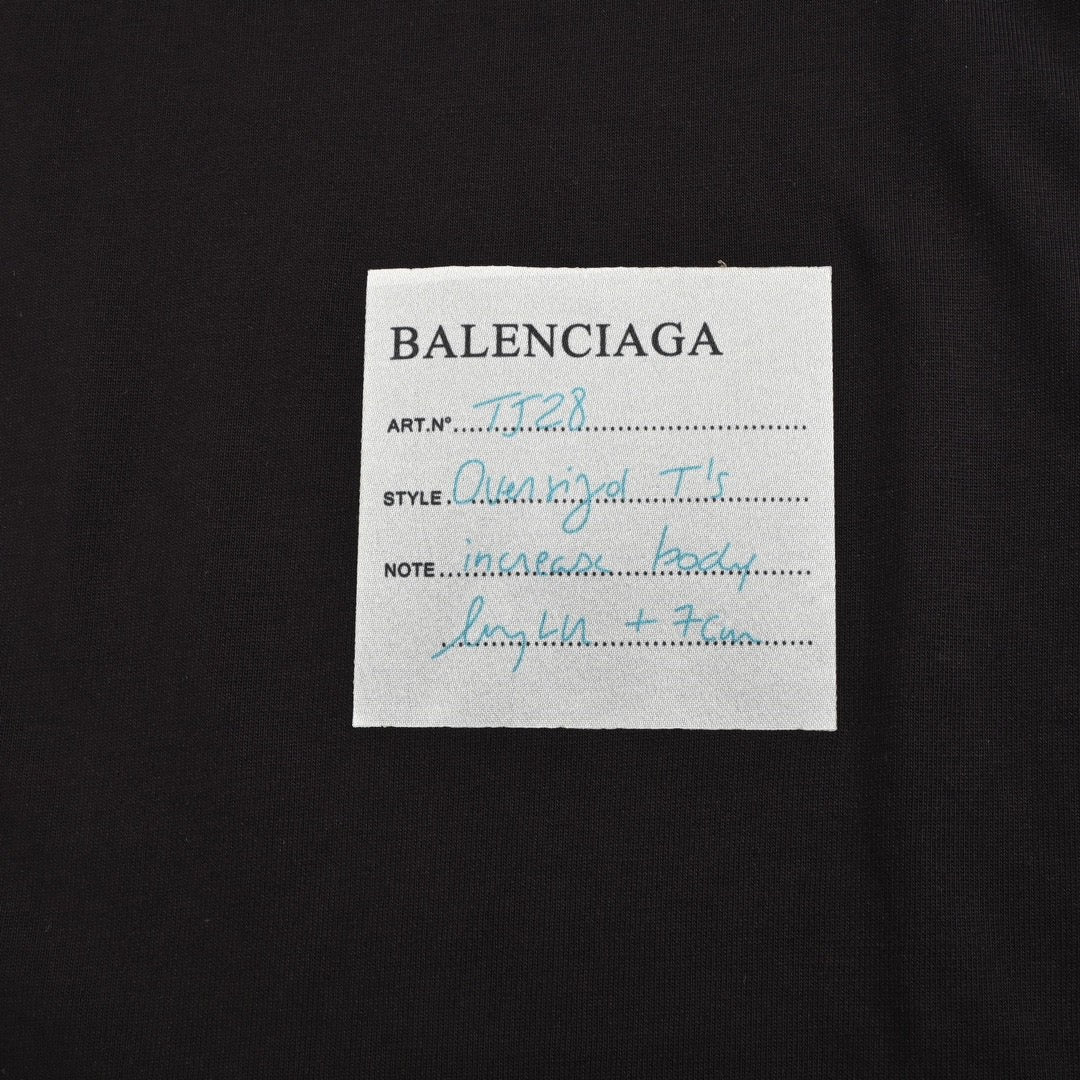 BALENCIAGA
ART.N° TJ28
STYLE Oversized T's
NOTE increase body
length + 7cm